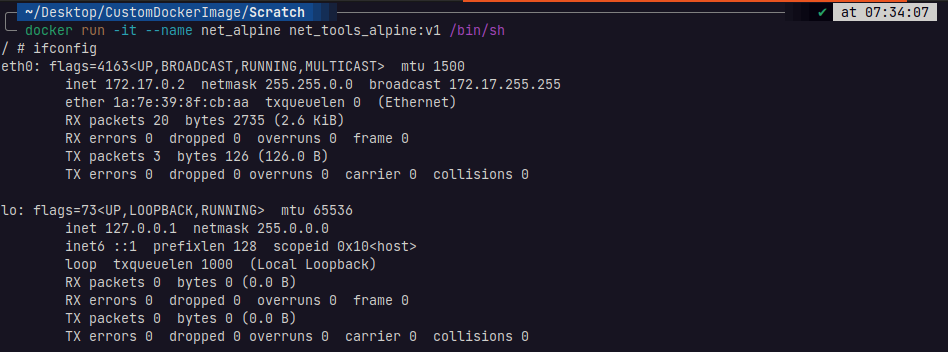 ~/Desktop/CustomDockerImage/Scratch ✔ at 07:34:07
docker run -it --name net_alpine net_tools_alpine:v1 /bin/sh
/ # ifconfig
eth0: flags=4163<UP,BROADCAST,RUNNING,MULTICAST>  mtu 1500
        inet 172.17.0.2  netmask 255.255.0.0  broadcast 172.17.255.255
        ether 1a:7e:39:8f:cb:aa  txqueuelen 0  (Ethernet)
        RX packets 20  bytes 2735 (2.6 KiB)
        RX errors 0  dropped 0  overruns 0  frame 0
        TX packets 3  bytes 126 (126.0 B)
        TX errors 0  dropped 0 overruns 0  carrier 0  collisions 0

lo: flags=73<UP,LOOPBACK,RUNNING>  mtu 65536
        inet 127.0.0.1  netmask 255.0.0.0
        inet6 ::1  prefixlen 128  scopeid 0x10<host>
        loop  txqueuelen 1000  (Local Loopback)
        RX packets 0  bytes 0 (0.0 B)
        RX errors 0  dropped 0  overruns 0  frame 0
        TX packets 0  bytes 0 (0.0 B)
        TX errors 0  dropped 0 overruns 0  carrier 0  collisions 0